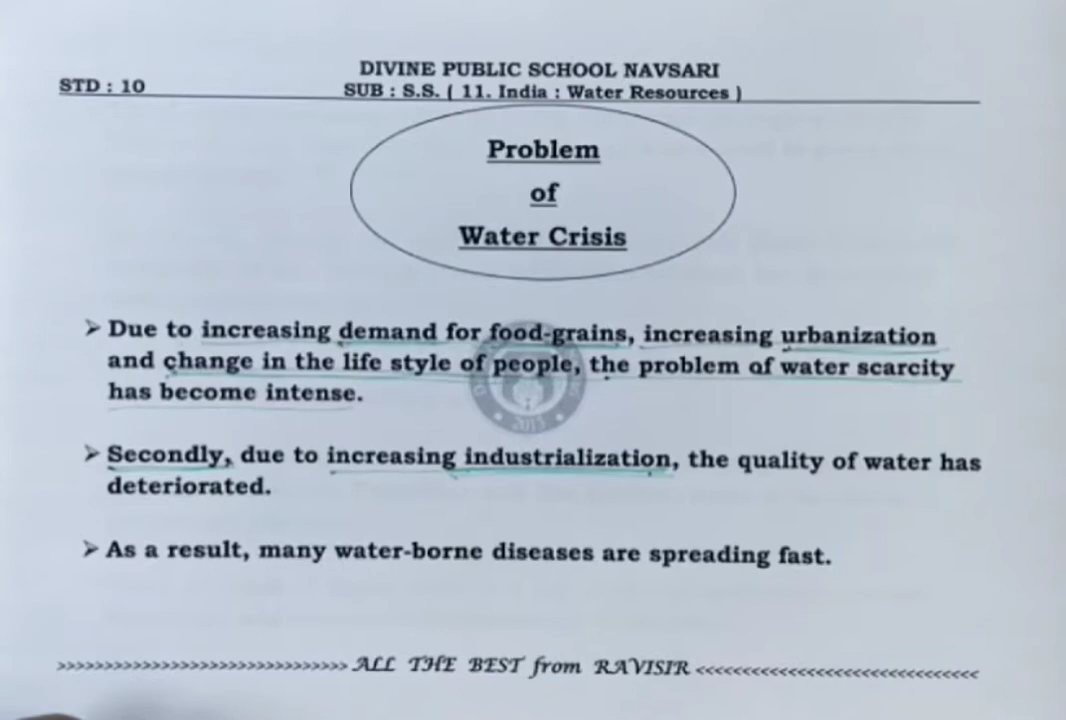 DIVINE PUBLIC SCHOOL NAVSARI
STD : 10
SUB : S.S. ( 11. India : Water Resources )
Problem
of
Water Crisis
➢ Due to increasing demand for food-grains, increasing urbanization
and change in the life style of people, the problem of water scarcity
has become intense.
➢ Secondly, due to increasing industrialization, the quality of water has
deteriorated.
➢ As a result, many water-borne diseases are spreading fast.
>>>>>>>>>>>>>>>>>>>>>>>>>>>>>>> ALL THE BEST from RAVISIR <<<<<<<<<<<<<<<<<<<<<<<<<<<<<<